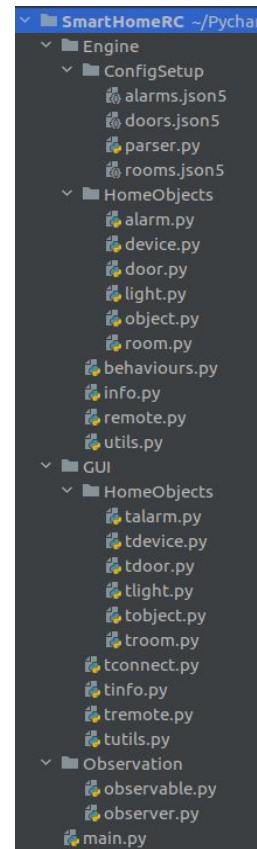 SmartHomeRC ~/Pychar
Engine
ConfigSetup
alarms.json5
doors.json5
parser.py
rooms.json5
HomeObjects
alarm.py
device.py
door.py
light.py
object.py
room.py
behaviours.py
info.py
remote.py
utils.py
GUI
HomeObjects
talarm.py
tdevice.py
tdoor.py
tlight.py
tobject.py
troom.py
tconnect.py
tinfo.py
tremote.py
tutils.py
Observation
observable.py
observer.py
main.py